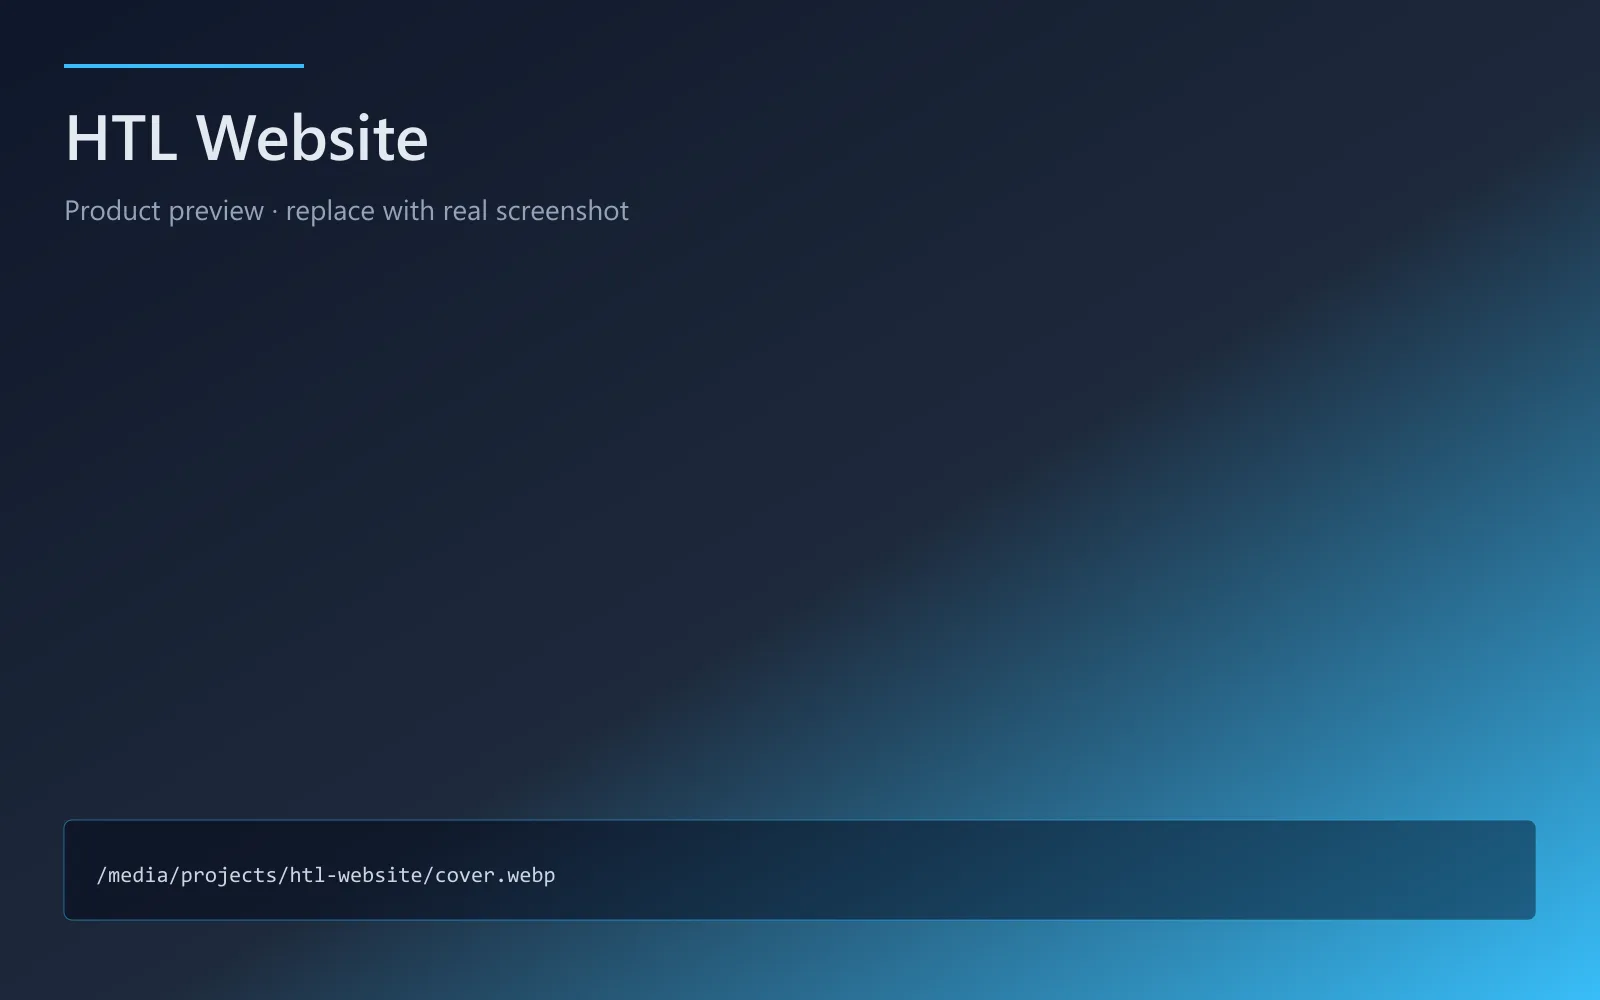 HTL Website
Product preview · replace with real screenshot
/media/projects/htl-website/cover.webp